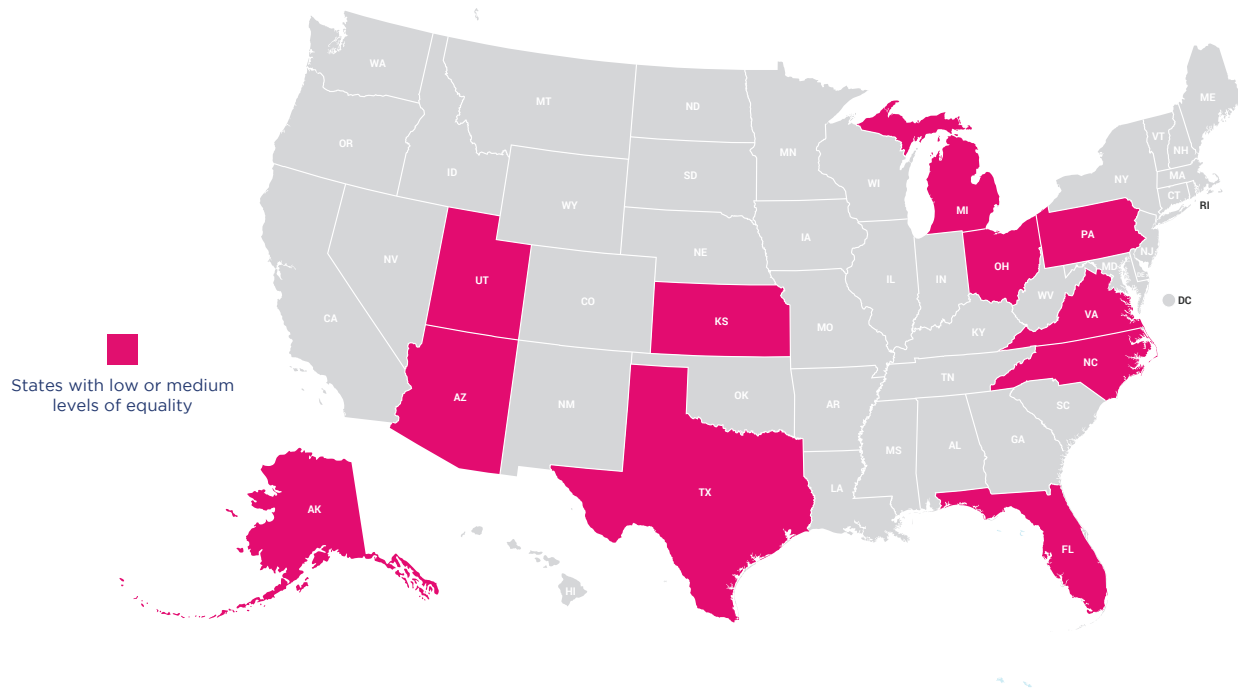 WA
MT
ND
ME
OR
ID
SD
MN
WI
VT
NH
NY
MA
CT
RI
WY
MI
IA
NE
PA
NV
UT
CO
IL
IN
OH
NJ
MD
DE
WV
DC
CA
KS
MO
KY
VA
States with low or medium
levels of equality
AZ
NM
OK
AR
TN
NC
SC
MS
AL
GA
TX
LA
AK
FL
HI